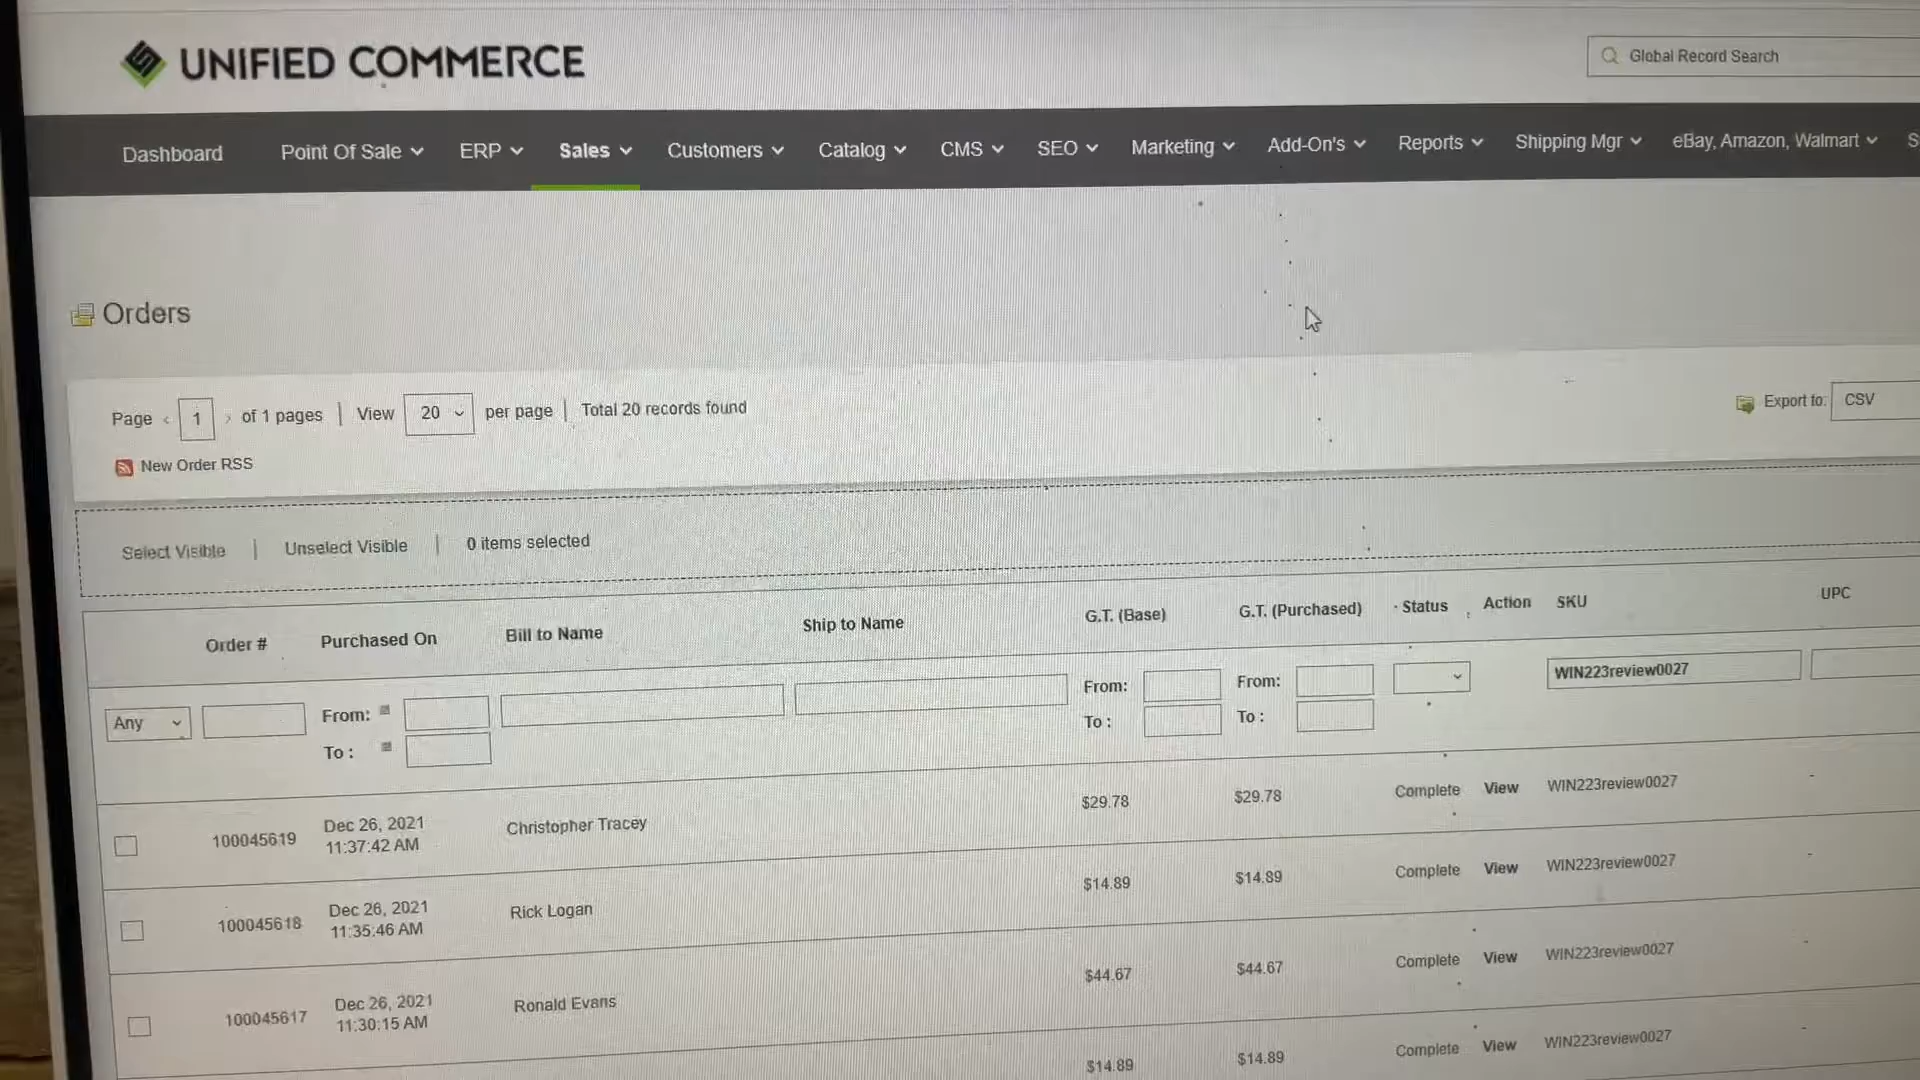 UNIFIED COMMERCE
Global Record Search
Dashboard Point Of Sale ERP Sales Customers Catalog CMS SEO Marketing Add-On's Reports Shipping Mgr eBay, Amazon, Walmart S
Orders
Page 1 of 1 pages | View 20 per page | Total 20 records found
Export to: CSV
New Order RSS
Select Visible | Unselect Visible | 0 items selected
Order # Purchased On Bill to Name Ship to Name G.T. (Base) G.T. (Purchased) Status Action SKU UPC
Any From: From: From: WIN223review0027
To : To : To :
100045619 Dec 26, 2021 Christopher Tracey $29.78 $29.78 Complete View WIN223review0027 -
11:37:42 AM
100045618 Dec 26, 2021 Rick Logan $14.89 $14.89 Complete View WIN223review0027 -
11:35:46 AM
100045617 Dec 26, 2021 Ronald Evans $44.67 $44.67 Complete View WIN223review0027 -
11:30:15 AM
$14.89 $14.89 Complete View WIN223review0027 -